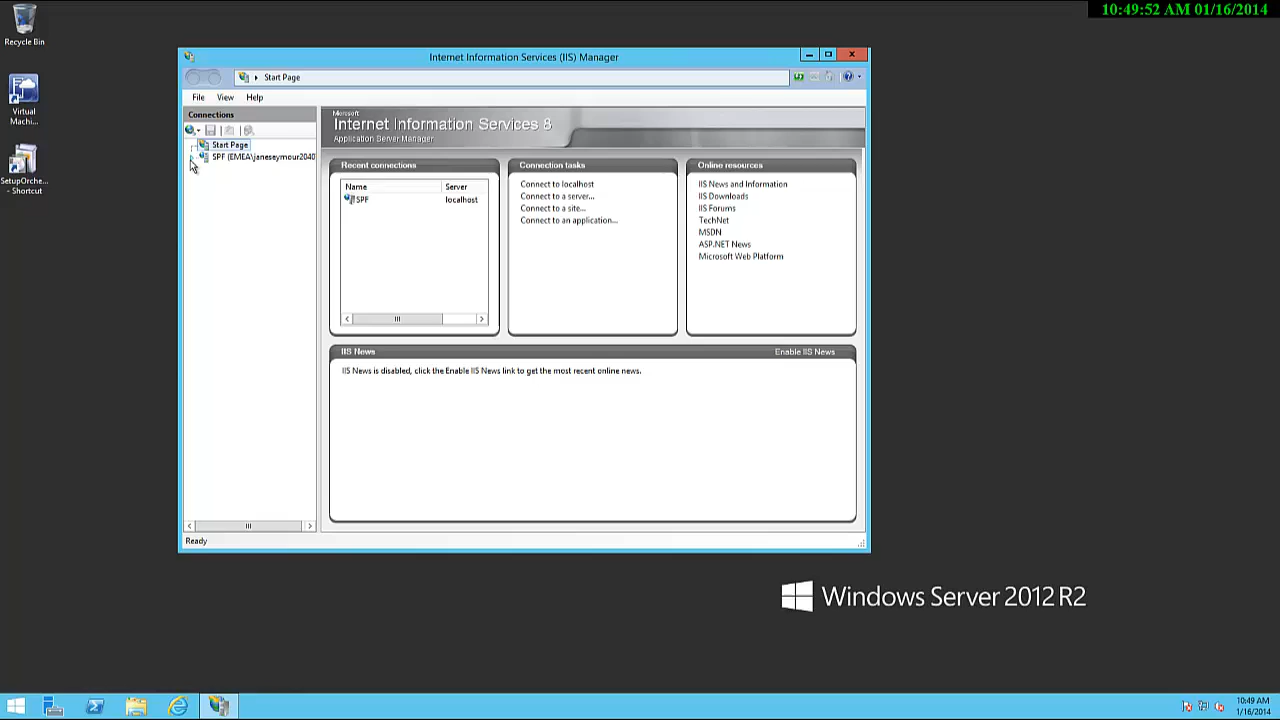 10:49:52 AM 01/16/2014
Recycle Bin
Virtual
Machi...
SetupOrche...
- Shortcut
Internet Information Services (IIS) Manager
Start Page
File View Help
Connections
Start Page
SPF (EMEA\janeseymour2040
Microsoft
Internet Information Services 8
Application Server Manager
Recent connections
Name Server
SPF localhost
Connection tasks
Connect to localhost
Connect to a server...
Connect to a site...
Connect to an application...
Online resources
IIS News and Information
IIS Downloads
IIS Forums
TechNet
MSDN
ASP.NET News
Microsoft Web Platform
IIS News Enable IIS News
IIS News is disabled, click the Enable IIS News link to get the most recent online news.
Ready
Windows Server 2012 R2
10:49 AM
1/16/2014